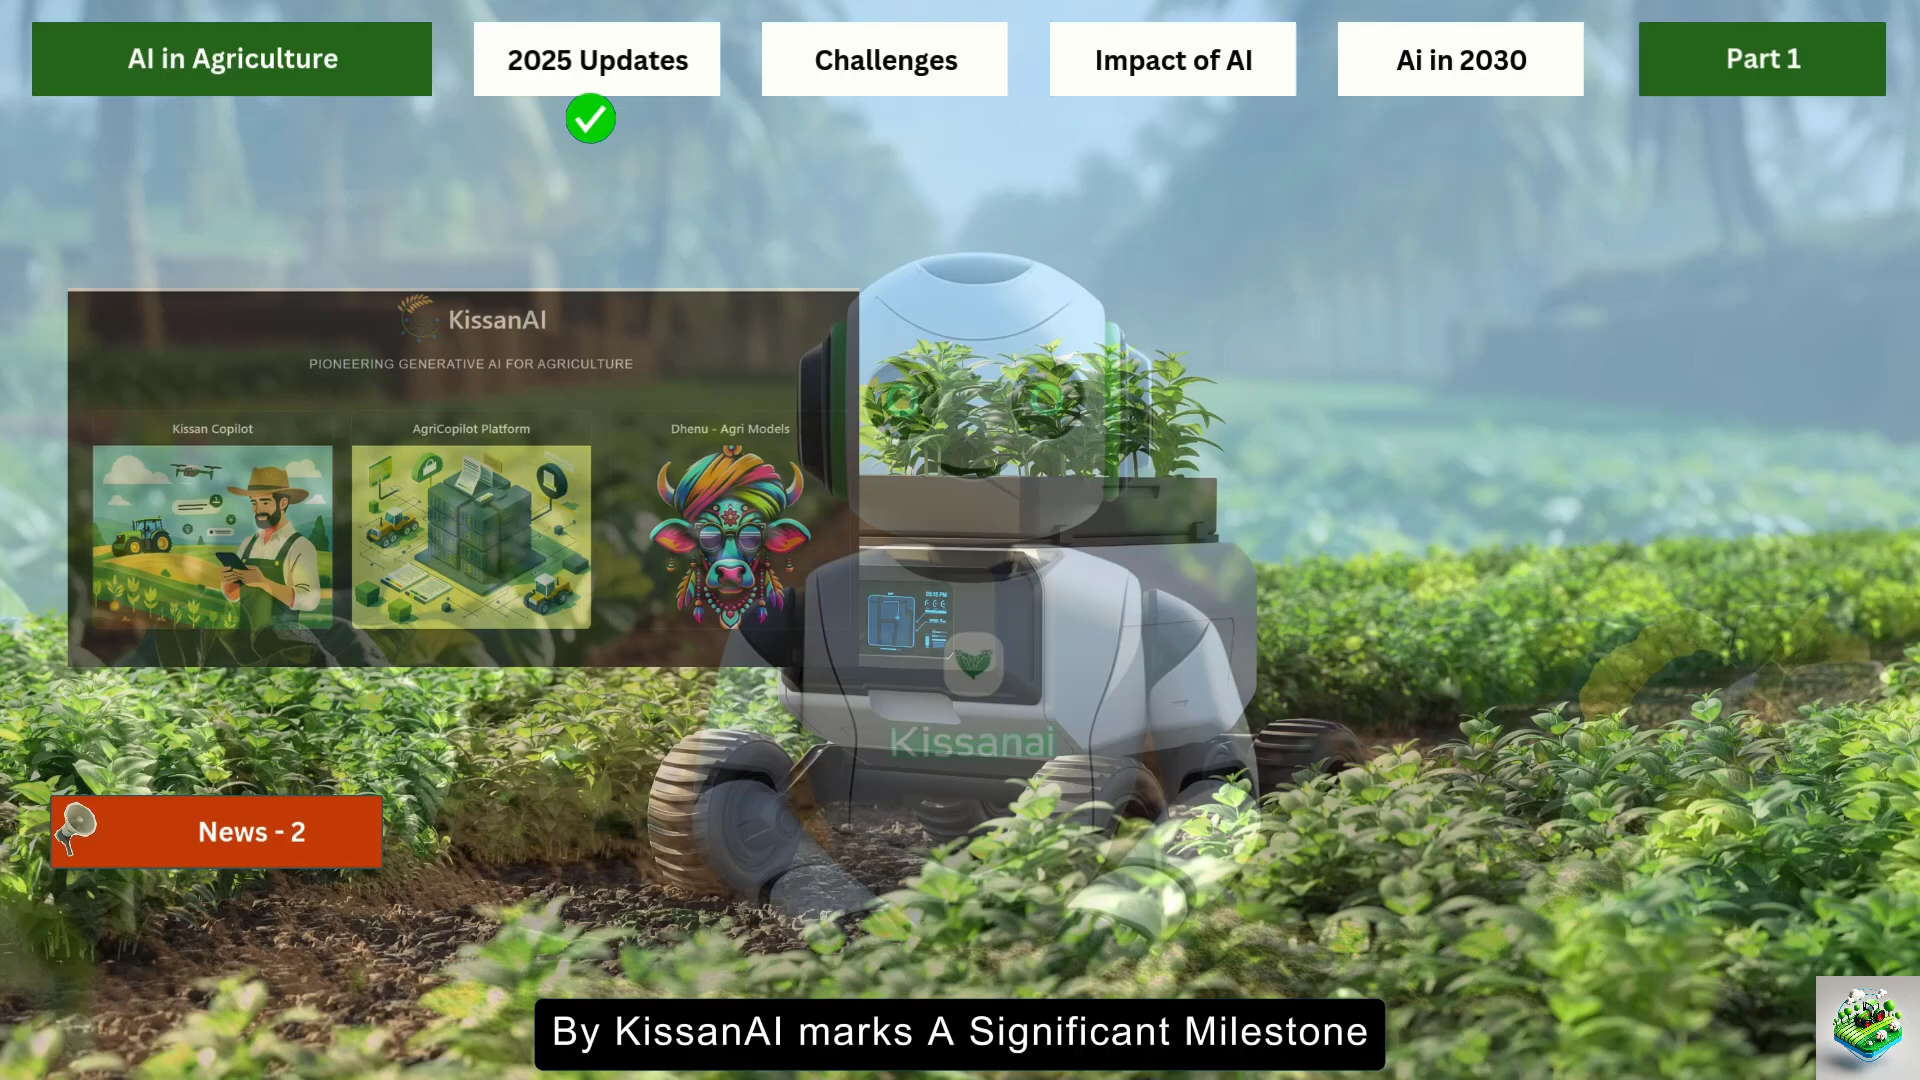 AI in Agriculture
2025 Updates
Challenges
Impact of AI
Ai in 2030
Part 1
KissanAI
PIONEERING GENERATIVE AI FOR AGRICULTURE
Kissan Copilot
AgriCopilot Platform
Dhenu - Agri Models
Kissanai
News - 2
By KissanAI marks A Significant Milestone